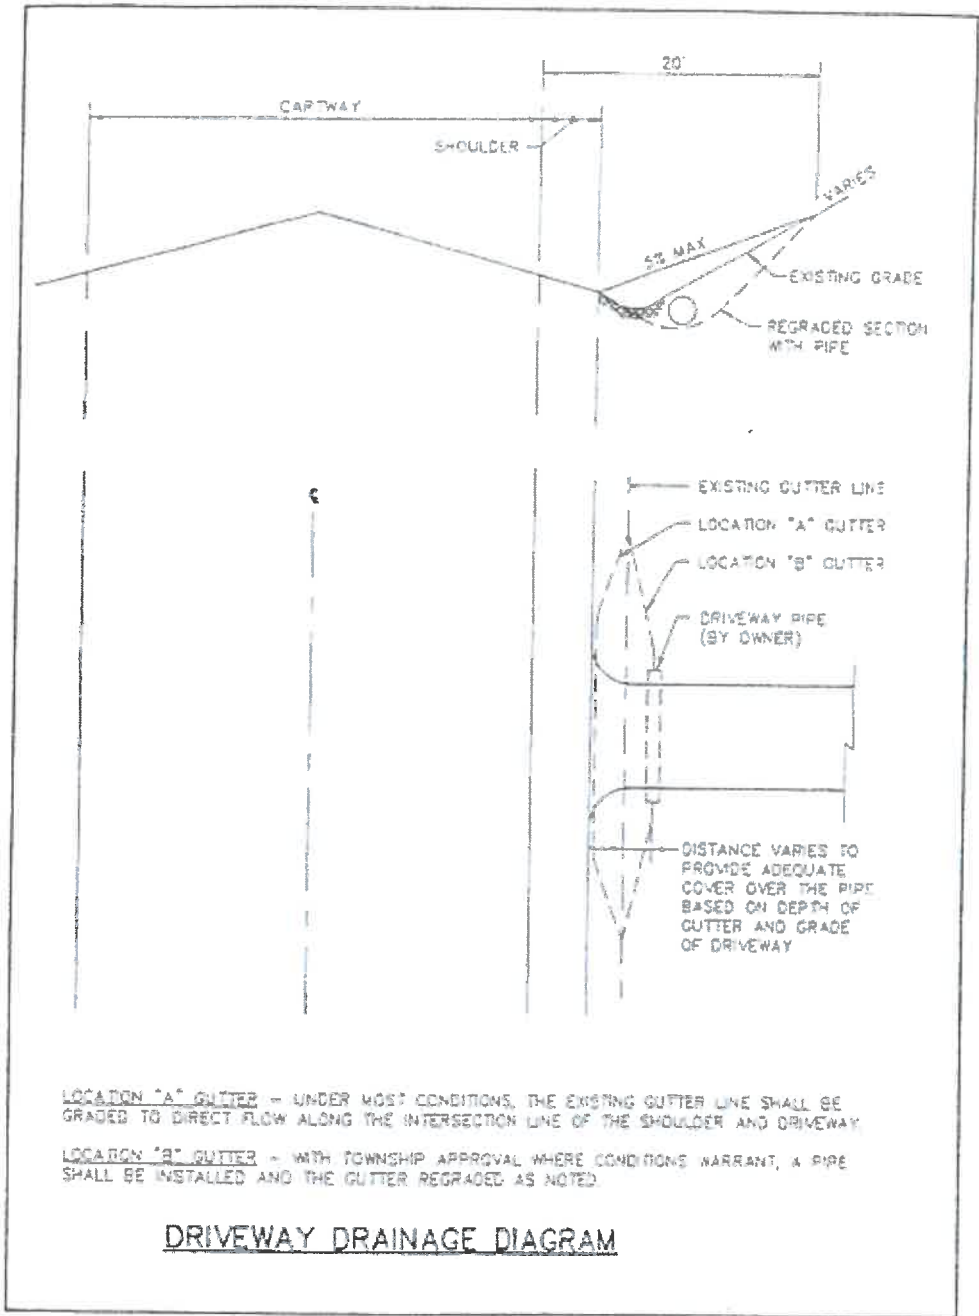 20'
CARTWAY
SHOULDER
VARIES
5% MAX
EXISTING GRADE
REGRADED SECTION
WITH PIPE
EXISTING GUTTER LINE
LOCATION "A" GUTTER
LOCATION "B" GUTTER
DRIVEWAY PIPE
(BY OWNER)
DISTANCE VARIES TO
PROVIDE ADEQUATE
COVER OVER THE PIPE
BASED ON DEPTH OF
GUTTER AND GRADE
OF DRIVEWAY
LOCATION "A" GUTTER - UNDER MOST CONDITIONS, THE EXISTING GUTTER LINE SHALL BE
GRADED TO DIRECT FLOW ALONG THE INTERSECTION LINE OF THE SHOULDER AND DRIVEWAY.
LOCATION "B" GUTTER - WITH TOWNSHIP APPROVAL WHERE CONDITIONS WARRANT, A PIPE
SHALL BE INSTALLED AND THE GUTTER REGRADED AS NOTED.
DRIVEWAY DRAINAGE DIAGRAM